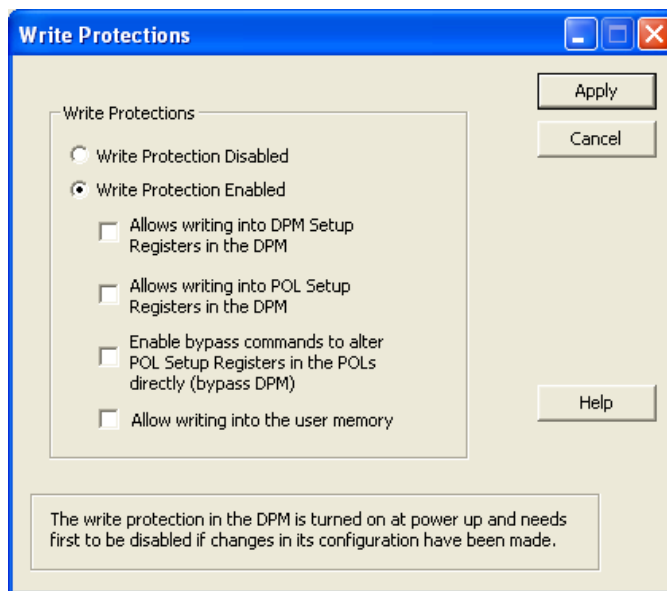 Write Protections
Apply
Write Protections
Cancel
Write Protection Disabled
Write Protection Enabled
Allows writing into DPM Setup
Registers in the DPM
Allows writing into POL Setup
Registers in the DPM
Enable bypass commands to alter
POL Setup Registers in the POLs
directly (bypass DPM)
Help
Allow writing into the user memory
The write protection in the DPM is turned on at power up and needs
first to be disabled if changes in its configuration have been made.